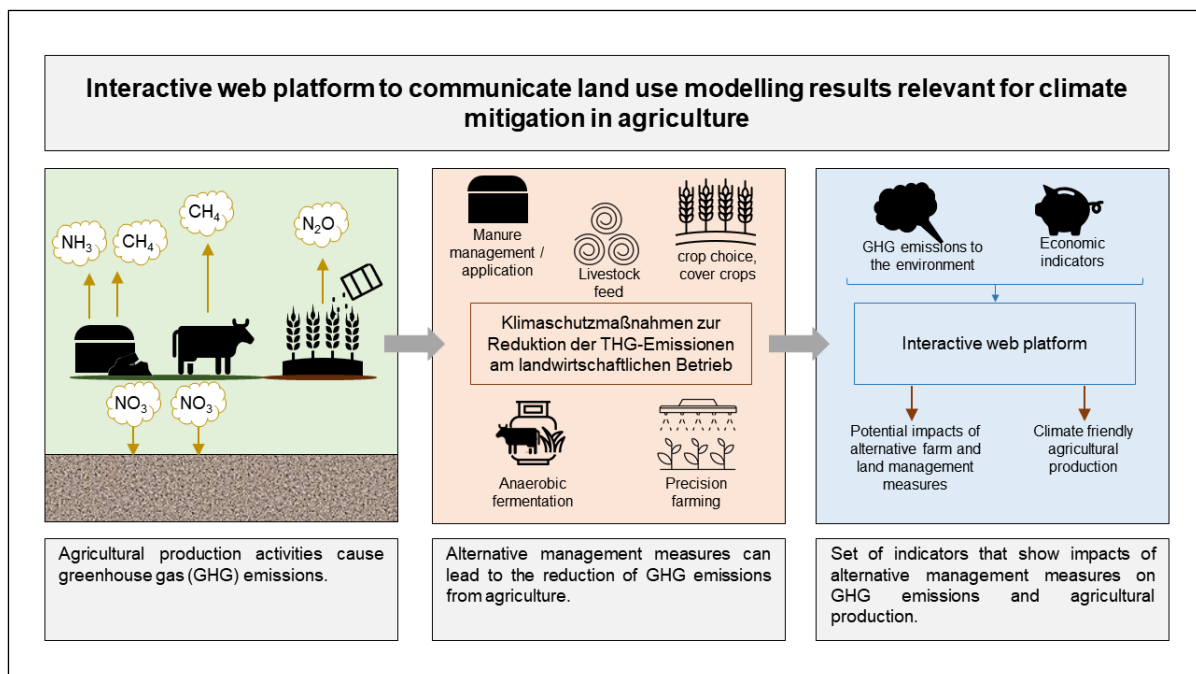 Interactive web platform to communicate land use modelling results relevant for climate
mitigation in agriculture
NH₃
CH₄
CH₄
N₂O
NO₃
NO₃
Agricultural production activities cause
greenhouse gas (GHG) emissions.
Manure
management /
application
Livestock
feed
crop choice,
cover crops
Klimaschutzmaßnahmen zur
Reduktion der THG-Emissionen
am landwirtschaftlichen Betrieb
Anaerobic
fermentation
Precision
farming
Alternative management measures can
lead to the reduction of GHG emissions
from agriculture.
GHG emissions to
the environment
Economic
indicators
Interactive web platform
Potential impacts of
alternative farm and
land management
measures
Climate friendly
agricultural
production
Set of indicators that show impacts of
alternative management measures on
GHG emissions and agricultural
production.